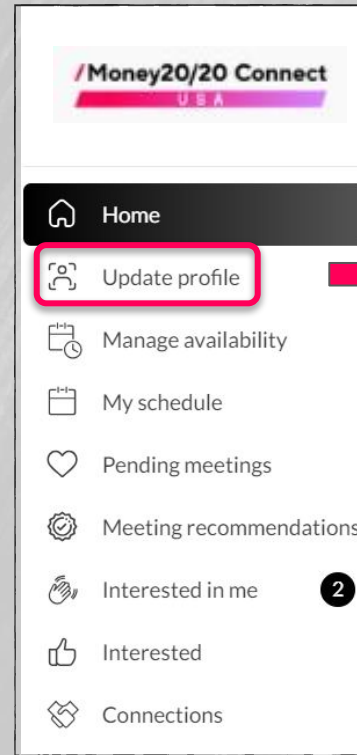 /Money20/20 Connect
USA
Home
Update profile
Manage availability
My schedule
Pending meetings
Meeting recommendations
Interested in me 2
Interested
Connections